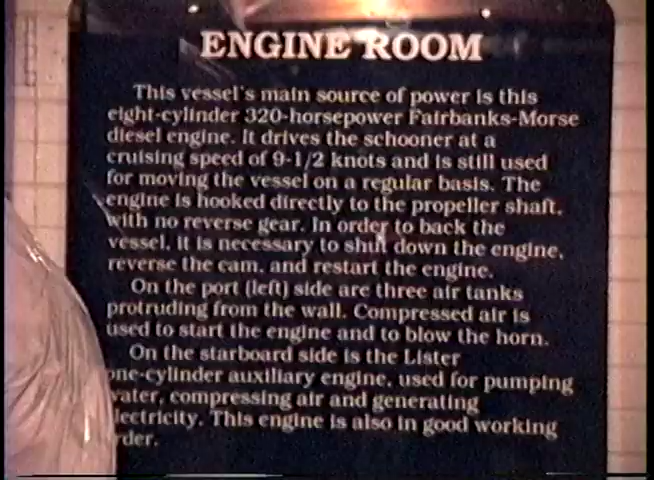 ENGINE ROOM
This vessel's main source of power is this
eight-cylinder 320-horsepower Fairbanks-Morse
diesel engine. It drives the schooner at a
cruising speed of 9-1/2 knots and is still used
for moving the vessel on a regular basis. The
engine is hooked directly to the propeller shaft,
with no reverse gear. In order to back the
vessel, it is necessary to shut down the engine,
reverse the cam, and restart the engine.
On the port (left) side are three air tanks
protruding from the wall. Compressed air is
used to start the engine and to blow the horn.
On the starboard side is the Lister
one-cylinder auxiliary engine, used for pumping
water, compressing air and generating
lectricity. This engine is also in good working
rder.